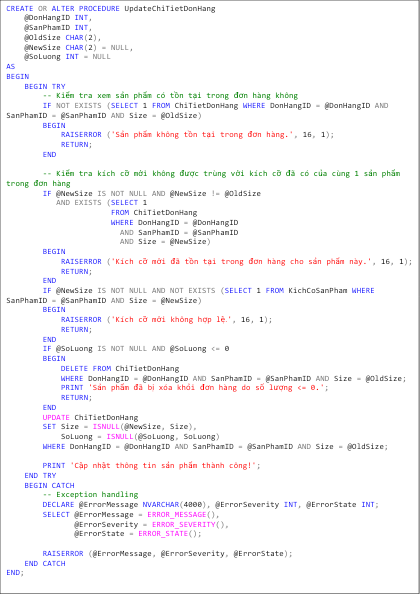 CREATE OR ALTER PROCEDURE UpdateChiTietDonHang
@DonHangID INT,
@SanPhamID INT,
@OldSize CHAR(2),
@NewSize CHAR(2) = NULL,
@SoLuong INT = NULL
AS
BEGIN
BEGIN TRY
-- Kiểm tra xem sản phẩm có tồn tại trong đơn hàng không
IF NOT EXISTS (SELECT 1 FROM ChiTietDonHang WHERE DonHangID = @DonHangID AND
SanPhamID = @SanPhamID AND Size = @OldSize)
BEGIN
RAISERROR ('Sản phẩm không tồn tại trong đơn hàng.', 16, 1);
RETURN;
END
-- Kiểm tra kích cỡ mới không được trùng với kích cỡ đã có của cùng 1 sản phẩm
trong đơn hàng
IF @NewSize IS NOT NULL AND @NewSize != @OldSize
AND EXISTS (SELECT 1
FROM ChiTietDonHang
WHERE DonHangID = @DonHangID
AND SanPhamID = @SanPhamID
AND Size = @NewSize)
BEGIN
RAISERROR ('Kích cỡ mới đã tồn tại trong đơn hàng cho sản phẩm này.', 16, 1);
RETURN;
END
IF @NewSize IS NOT NULL AND NOT EXISTS (SELECT 1 FROM KichCoSanPham WHERE
SanPhamID = @SanPhamID AND Size = @NewSize)
BEGIN
RAISERROR ('Kích cỡ mới không hợp lệ.', 16, 1);
RETURN;
END
IF @SoLuong IS NOT NULL AND @SoLuong <= 0
BEGIN
DELETE FROM ChiTietDonHang
WHERE DonHangID = @DonHangID AND SanPhamID = @SanPhamID AND Size = @OldSize;
PRINT 'Sản phẩm đã bị xóa khỏi đơn hàng do số lượng <= 0.';
RETURN;
END
UPDATE ChiTietDonHang
SET Size = ISNULL(@NewSize, Size),
SoLuong = ISNULL(@SoLuong, SoLuong)
WHERE DonHangID = @DonHangID AND SanPhamID = @SanPhamID AND Size = @OldSize;
PRINT 'Cập nhật thông tin sản phẩm thành công!';
END TRY
BEGIN CATCH
-- Exception handling
DECLARE @ErrorMessage NVARCHAR(4000), @ErrorSeverity INT, @ErrorState INT;
SELECT @ErrorMessage = ERROR_MESSAGE(),
@ErrorSeverity = ERROR_SEVERITY(),
@ErrorState = ERROR_STATE();
RAISERROR (@ErrorMessage, @ErrorSeverity, @ErrorState);
END CATCH
END;